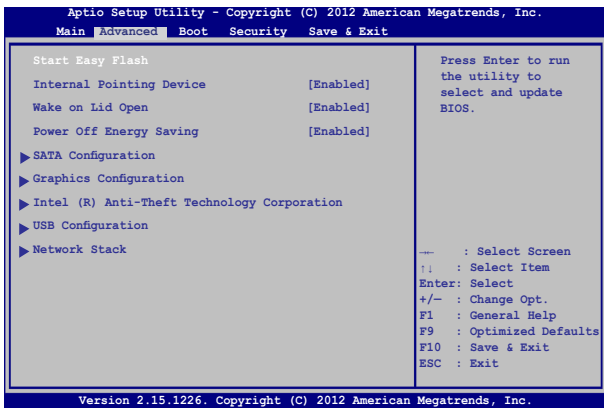 Aptio Setup Utility - Copyright (C) 2012 American Megatrends, Inc.
Main Advanced Boot Security Save & Exit
Start Easy Flash
Internal Pointing Device [Enabled]
Wake on Lid Open [Enabled]
Power Off Energy Saving [Enabled]
SATA Configuration
Graphics Configuration
Intel (R) Anti-Theft Technology Corporation
USB Configuration
Network Stack
Press Enter to run
the utility to
select and update
BIOS.
→← : Select Screen
↑↓ : Select Item
Enter: Select
+/— : Change Opt.
F1 : General Help
F9 : Optimized Defaults
F10 : Save & Exit
ESC : Exit
Version 2.15.1226. Copyright (C) 2012 American Megatrends, Inc.